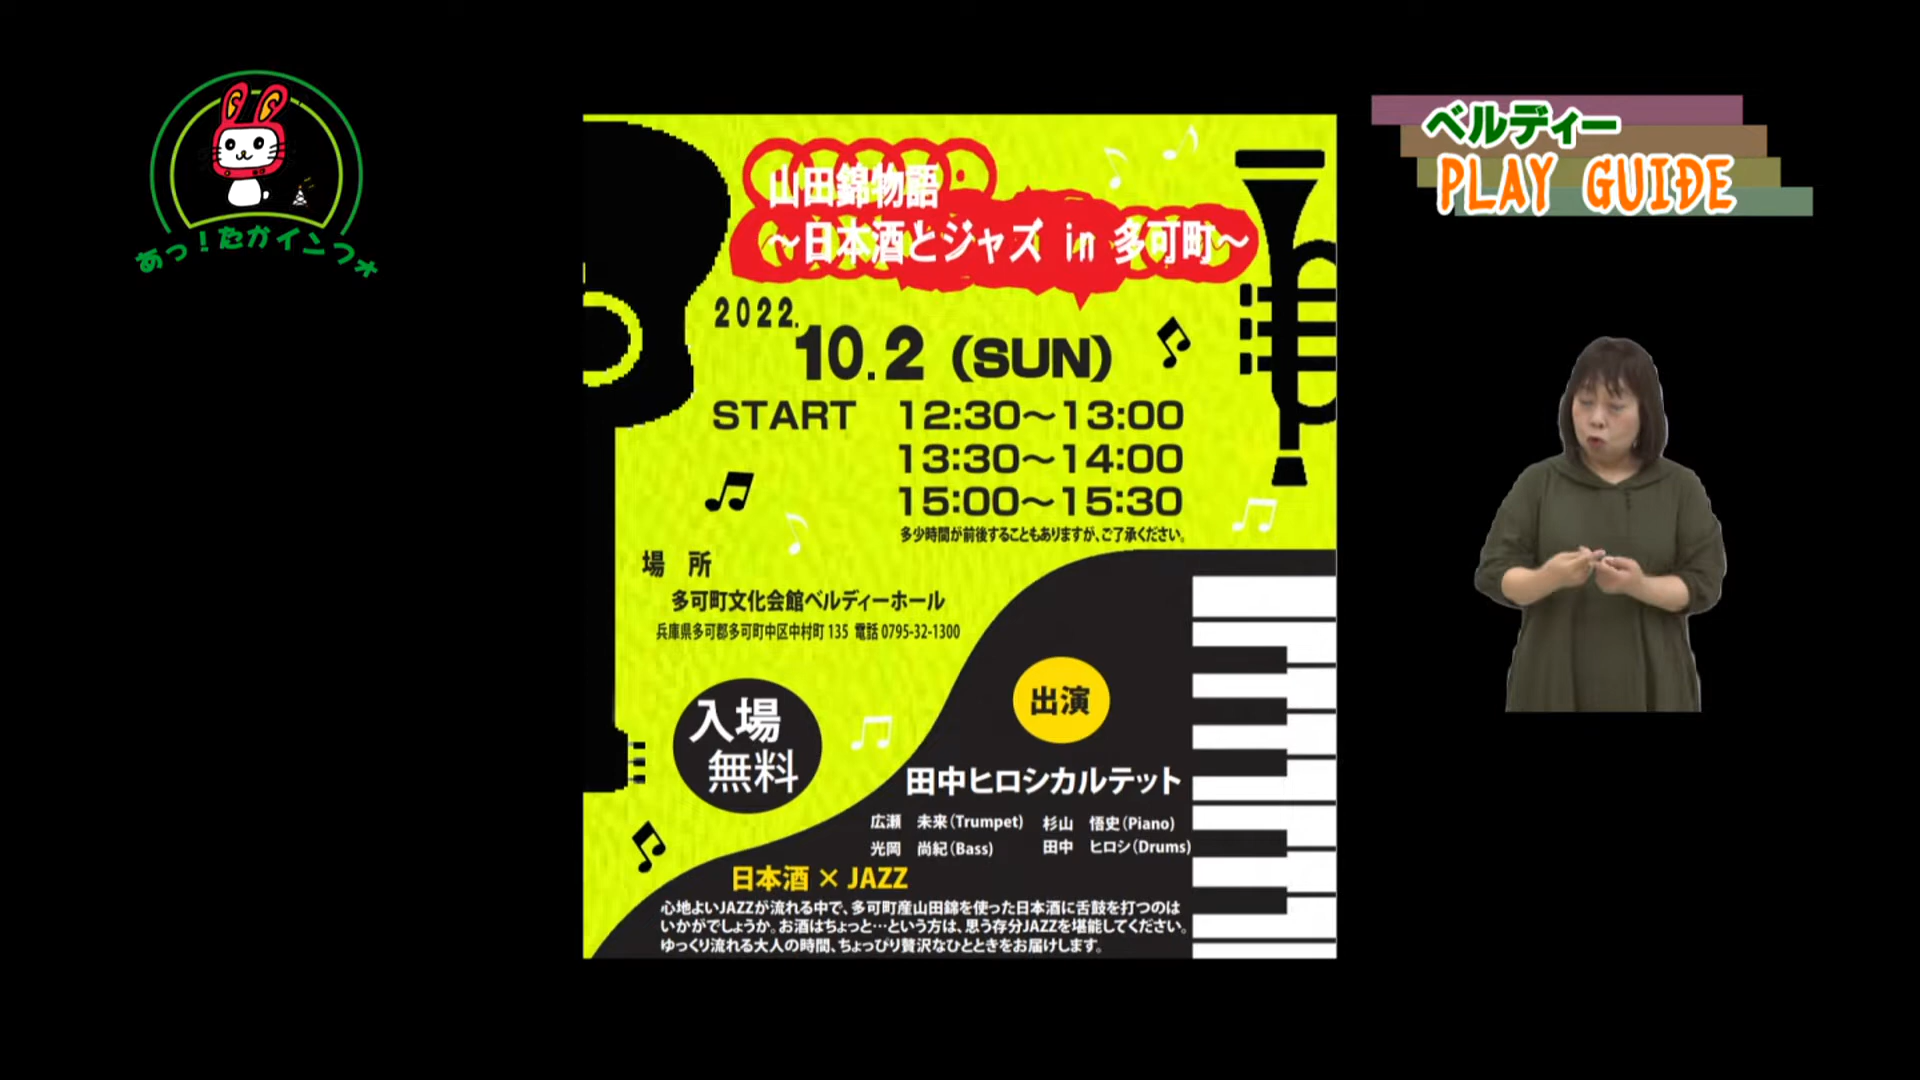 あっ!たかインフォ
ベルディー
PLAY GUIDE
山田錦物語
~日本酒とジャズ in 多可町~
2022.
10.2 (SUN)
START 12:30~13:00
13:30~14:00
15:00~15:30
多少時間が前後することもありますが、ご了承ください。
場 所
多可町文化会館ベルディーホール
兵庫県多可郡多可町中区中村町 135 電話 0795-32-1300
入場
無料
出演
田中ヒロシカルテット
広瀬 未来(Trumpet) 杉山 悟史(Piano)
光岡 尚紀(Bass) 田中 ヒロシ(Drums)
日本酒 × JAZZ
心地よいJAZZが流れる中で、多可町産山田錦を使った日本酒に舌鼓を打つのは
いかがでしょうか。お酒はちょっと…という方は、思う存分JAZZを堪能してください。
ゆっくり流れる大人の時間、ちょっぴり贅沢なひとときをお届けします。